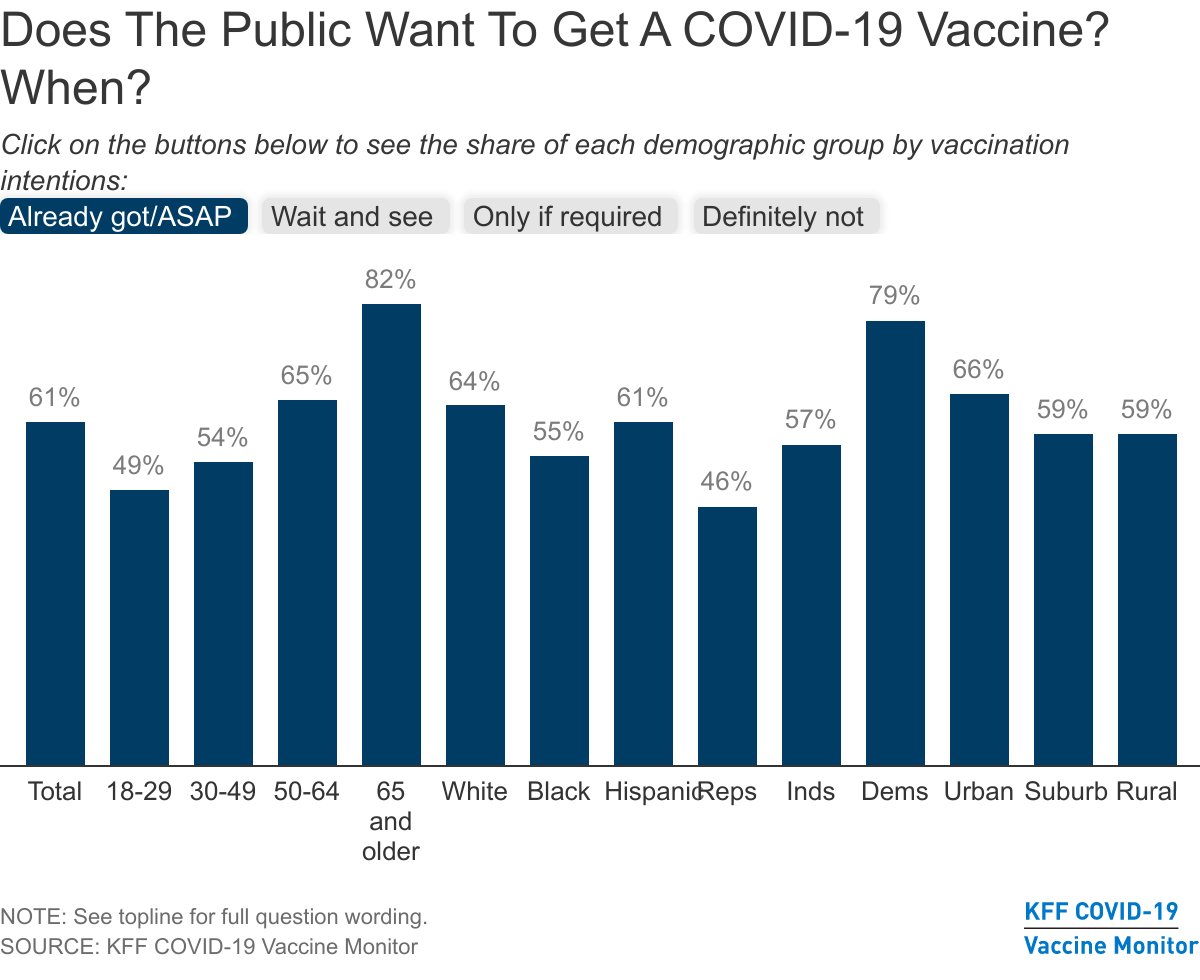 Does The Public Want To Get A COVID-19 Vaccine?
When?
Click on the buttons below to see the share of each demographic group by vaccination
intentions:
Already got/ASAP Wait and see Only if required Definitely not
61% 49% 54% 65% 82% 64% 55% 61% 46% 57% 79% 66% 59% 59%
Total 18-29 30-49 50-64 65 White Black Hispanic Reps Inds Dems Urban Suburb Rural
and
older
NOTE: See topline for full question wording.
SOURCE: KFF COVID-19 Vaccine Monitor
KFF COVID-19
Vaccine Monitor